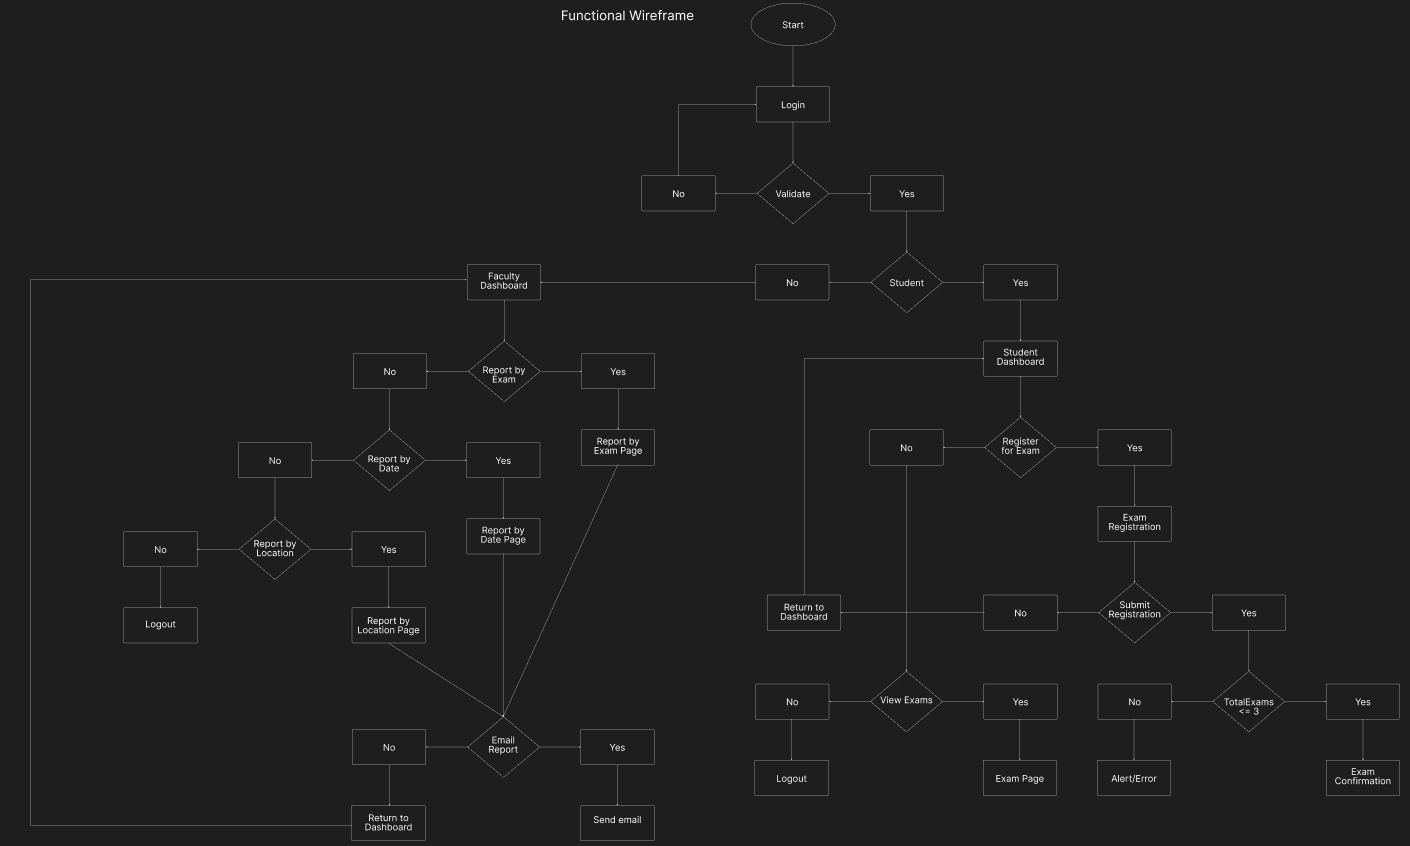 Functional Wireframe
Start
Login
No
Validate
Yes
Faculty
Dashboard
No
Student
Yes
Student
Dashboard
No
Report by
Exam
Yes
No
Register
for Exam
Yes
Report by
Exam Page
No
Report by
Date
Yes
Exam
Registration
Report by
Date Page
No
Report by
Location
Yes
Return to
Dashboard
No
Submit
Registration
Yes
Logout
Report by
Location Page
No
View Exams
Yes
No
TotalExams
<= 3
Yes
No
Email
Report
Yes
Logout
Exam Page
Alert/Error
Exam
Confirmation
Return to
Dashboard
Send email